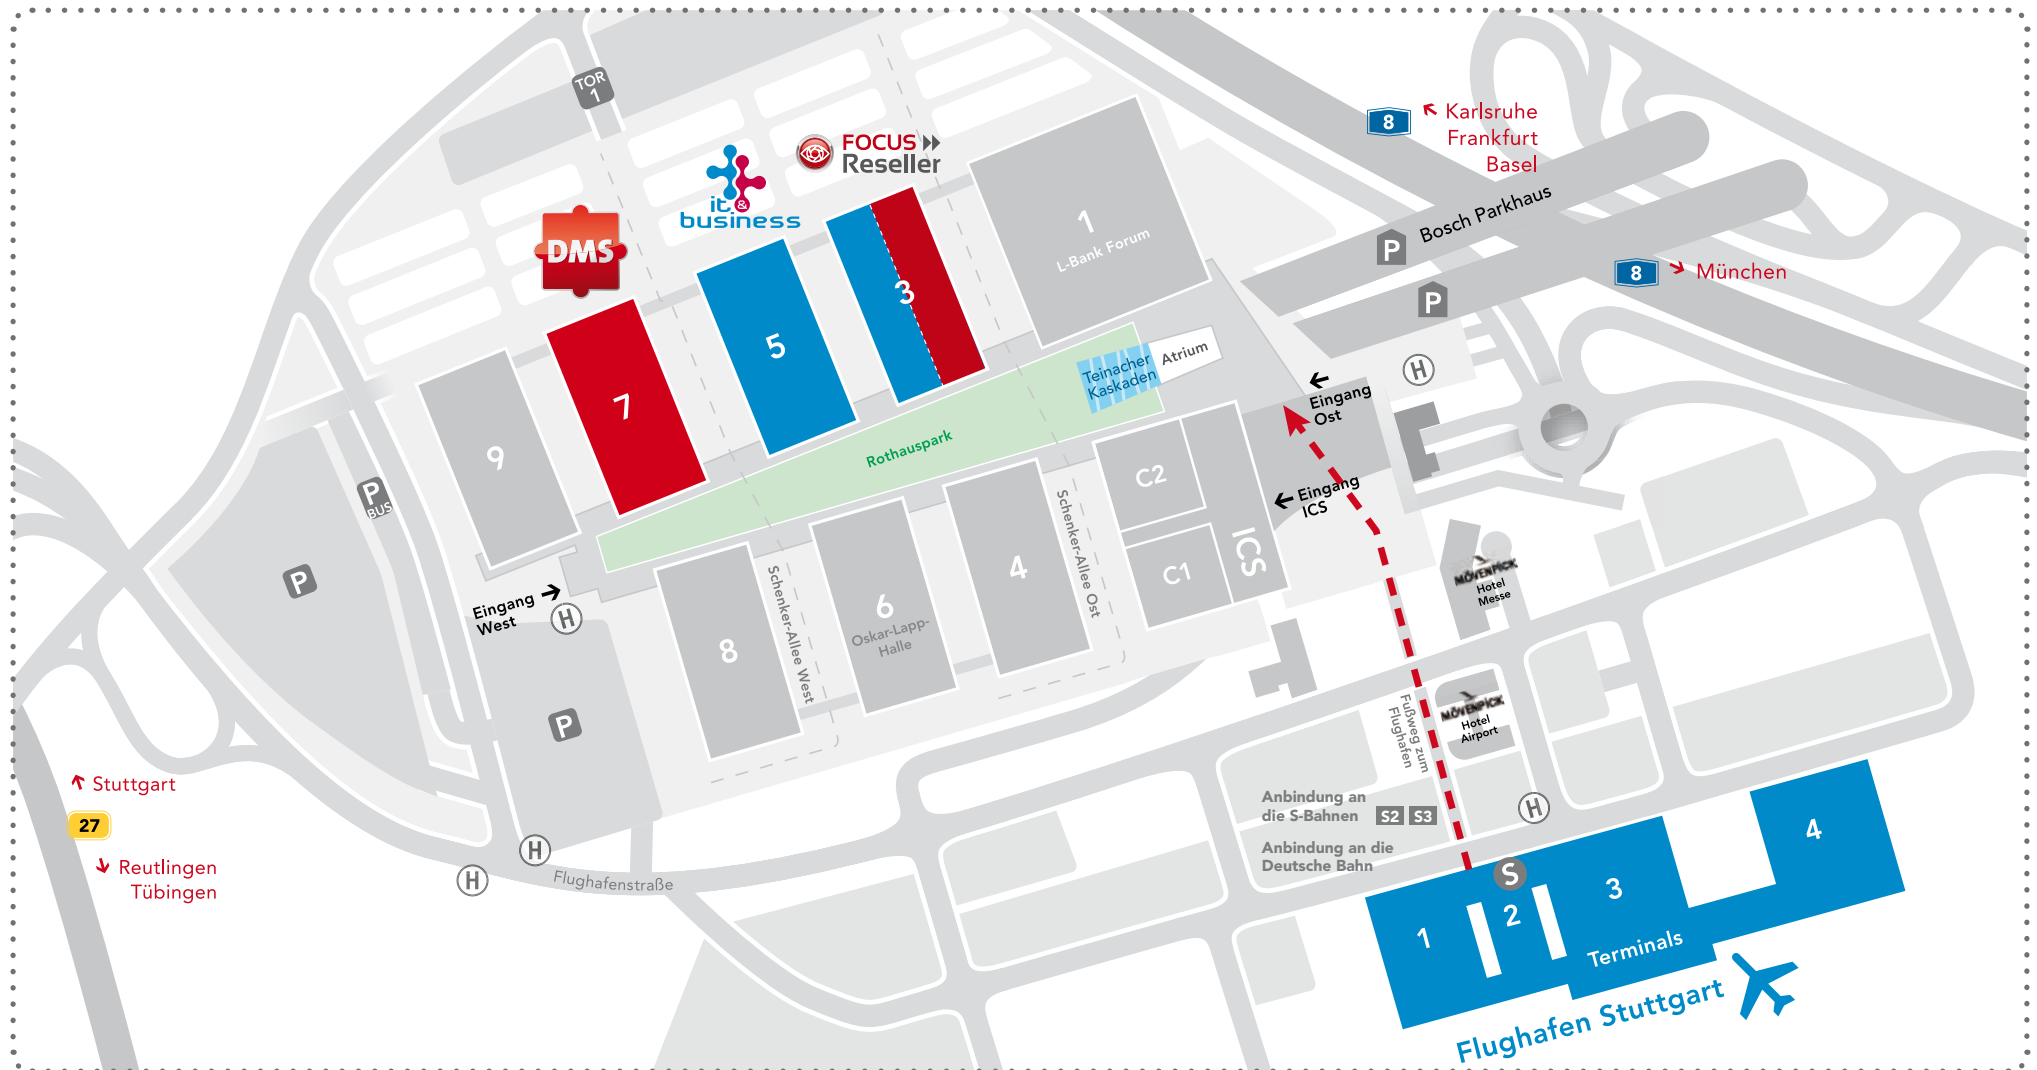 TOR
1
FOCUS
Reseller
it &
business
DMS
8
Karlsruhe
Frankfurt
Basel
Bosch Parkhaus
P
P
8
München
1
L-Bank Forum
3
5
7
9
Teinacher
Kaskaden
Atrium
H
Eingang
Ost
Rothauspark
C2
Eingang
ICS
ICS
C1
P
BUS
P
Schenker-Allee Ost
4
6
Oskar-Lapp-
Halle
8
Schenker-Allee West
Eingang
West
H
MÖVENPICK
Hotel
Messe
P
MÖVENPICK
Hotel
Airport
Fußweg zum
Flughafen
Stuttgart
27
Reutlingen
Tübingen
Anbindung an
die S-Bahnen S2 S3
Anbindung an die
Deutsche Bahn
H
H
H
Flughafenstraße
S
1
2
3
4
Terminals
Flughafen Stuttgart